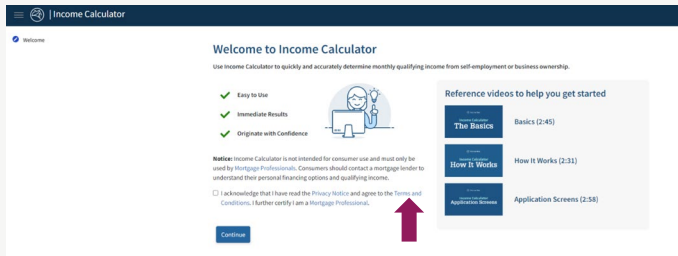 | Income Calculator
Welcome
Welcome to Income Calculator
Use Income Calculator to quickly and accurately determine monthly qualifying income from self-employment or business ownership.
Easy to Use
Immediate Results
Originate with Confidence
Notice: Income Calculator is not intended for consumer use and must only be
used by Mortgage Professionals. Consumers should contact a mortgage lender to
understand their personal financing options and qualifying income.
I acknowledge that I have read the Privacy Notice and agree to the Terms and
Conditions. I further certify I am a Mortgage Professional.
Continue
Reference videos to help you get started
Income Calculator
The Basics
Basics (2:45)
Income Calculator
How It Works
How It Works (2:31)
Income Calculator
Application Screens
Application Screens (2:58)